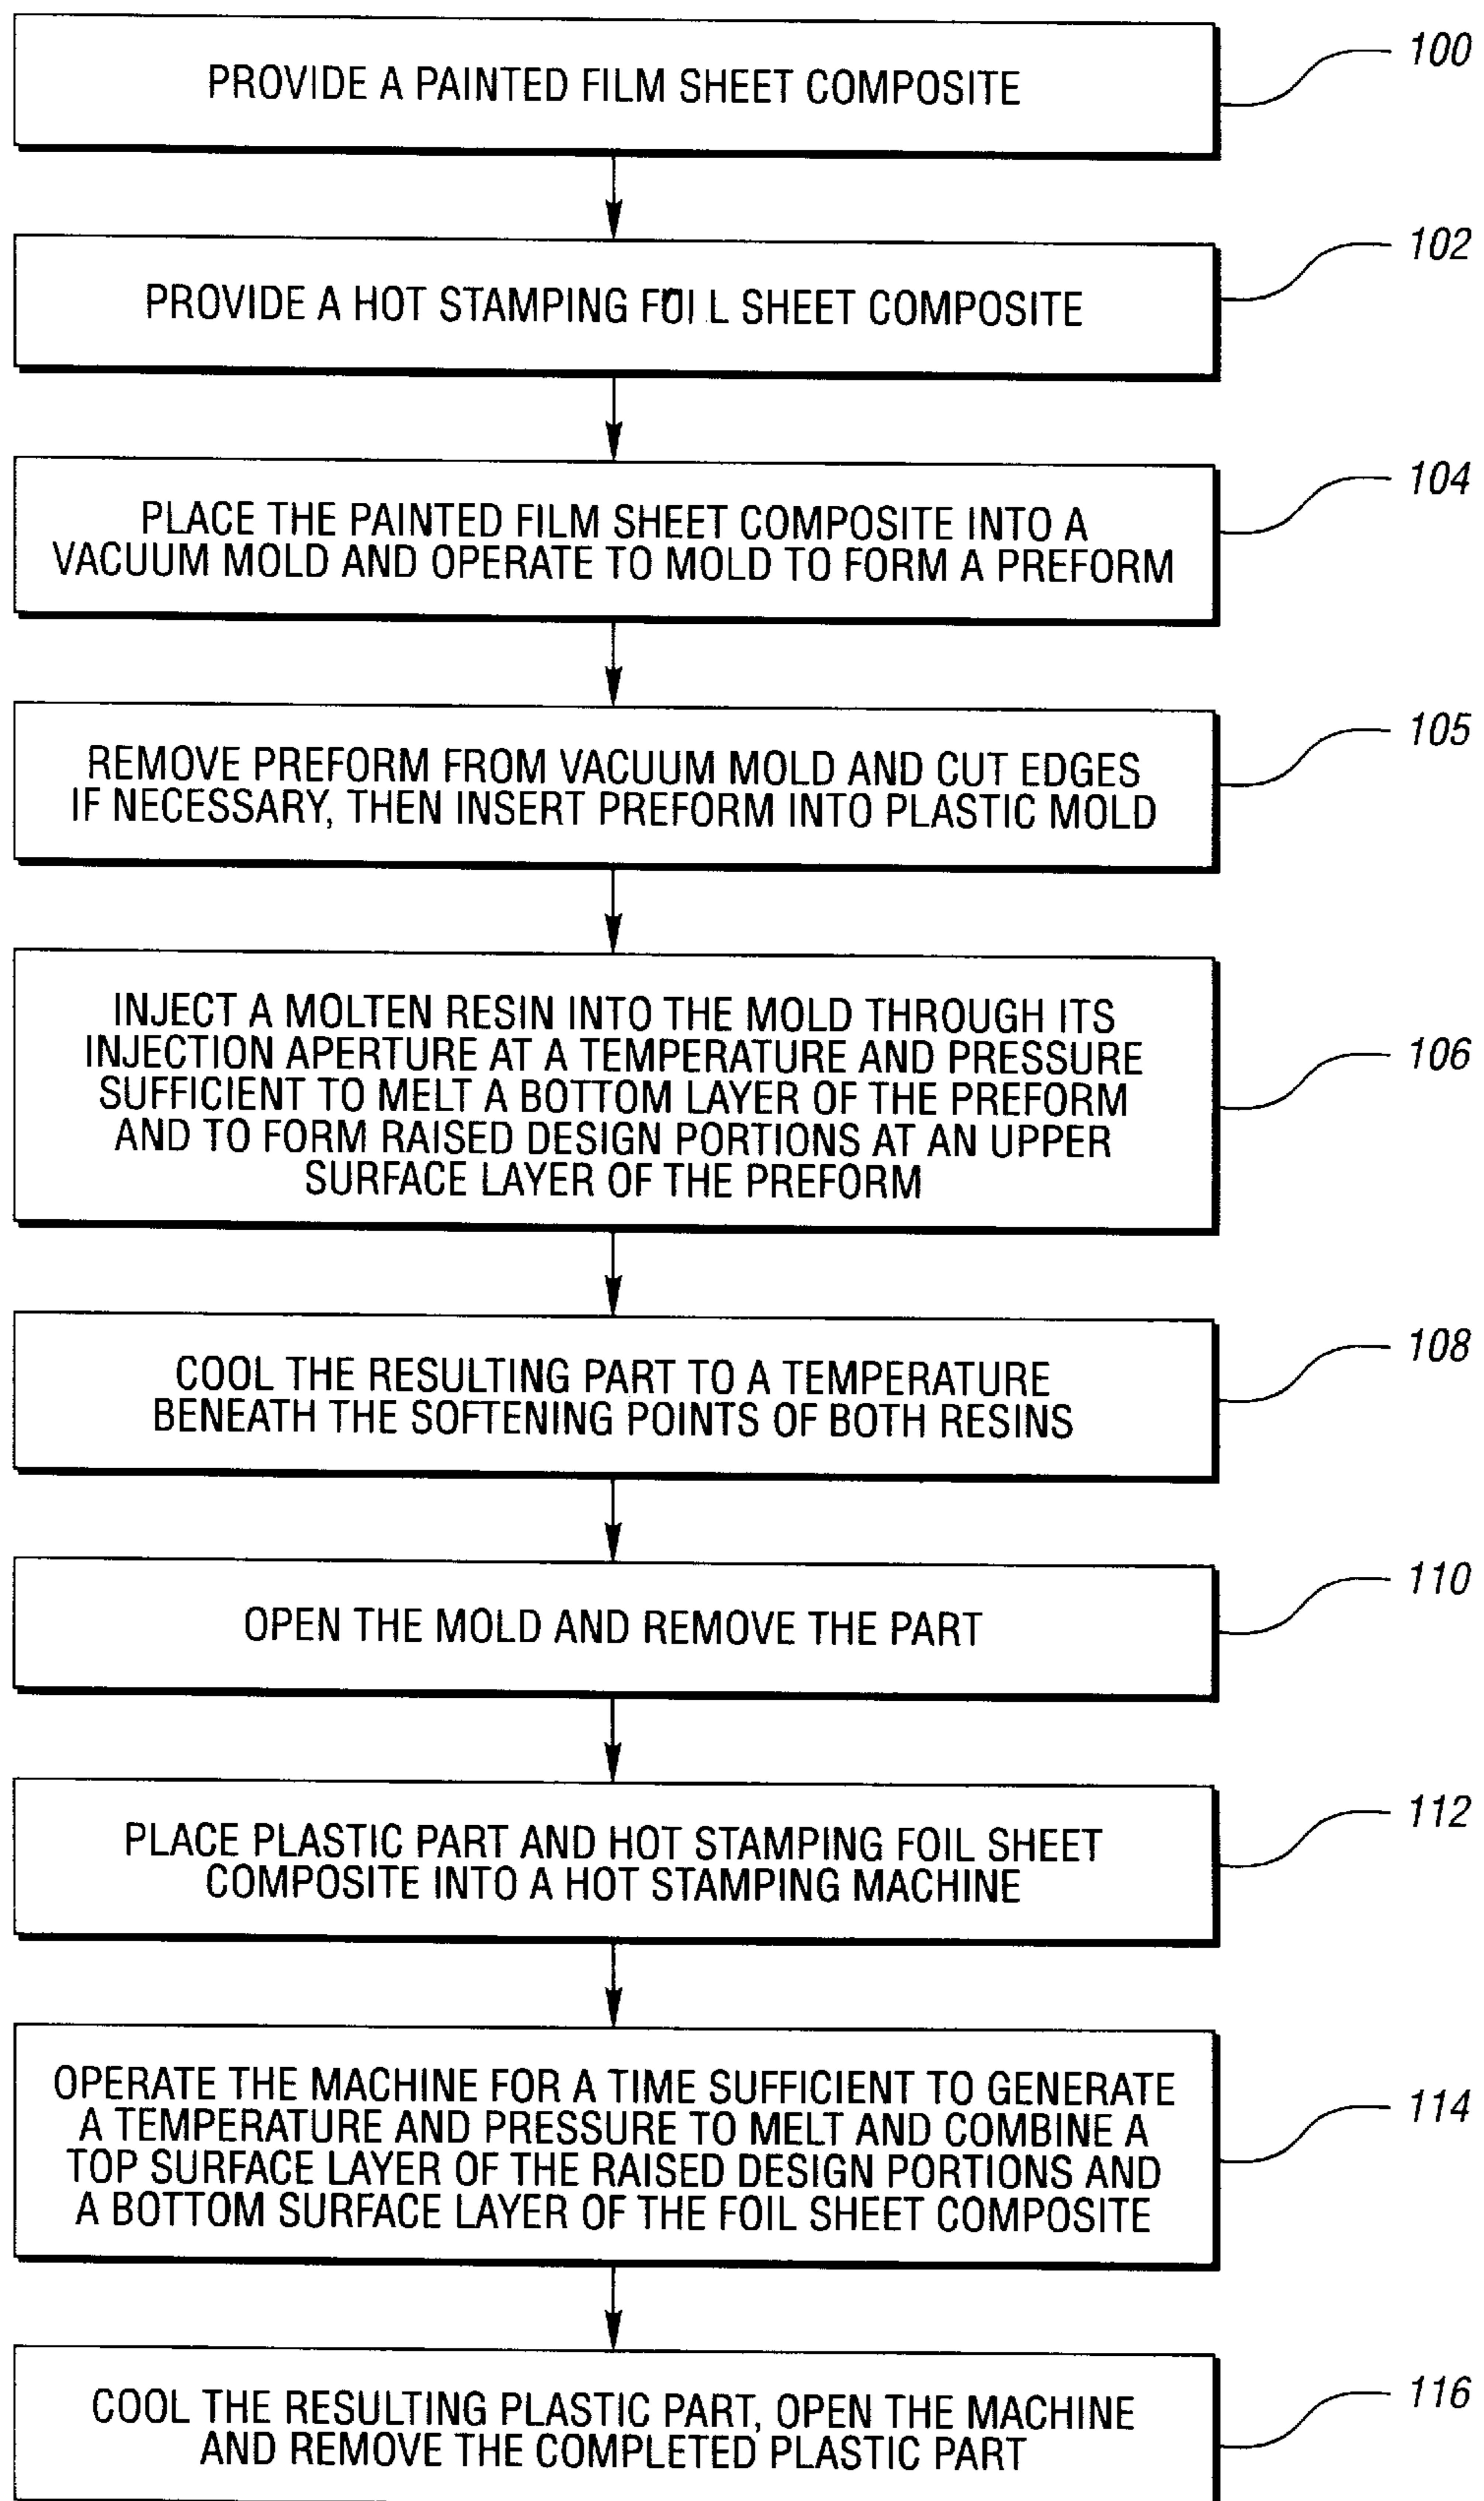 PROVIDE A PAINTED FILM SHEET COMPOSITE
100
PROVIDE A HOT STAMPING FOIL SHEET COMPOSITE
102
PLACE THE PAINTED FILM SHEET COMPOSITE INTO A
VACUUM MOLD AND OPERATE TO MOLD TO FORM A PREFORM
104
REMOVE PREFORM FROM VACUUM MOLD AND CUT EDGES
IF NECESSARY, THEN INSERT PREFORM INTO PLASTIC MOLD
105
INJECT A MOLTEN RESIN INTO THE MOLD THROUGH ITS
INJECTION APERTURE AT A TEMPERATURE AND PRESSURE
SUFFICIENT TO MELT A BOTTOM LAYER OF THE PREFORM
AND TO FORM RAISED DESIGN PORTIONS AT AN UPPER
SURFACE LAYER OF THE PREFORM
106
COOL THE RESULTING PART TO A TEMPERATURE
BENEATH THE SOFTENING POINTS OF BOTH RESINS
108
OPEN THE MOLD AND REMOVE THE PART
110
PLACE PLASTIC PART AND HOT STAMPING FOIL SHEET
COMPOSITE INTO A HOT STAMPING MACHINE
112
OPERATE THE MACHINE FOR A TIME SUFFICIENT TO GENERATE
A TEMPERATURE AND PRESSURE TO MELT AND COMBINE A
TOP SURFACE LAYER OF THE RAISED DESIGN PORTIONS AND
A BOTTOM SURFACE LAYER OF THE FOIL SHEET COMPOSITE
114
COOL THE RESULTING PLASTIC PART, OPEN THE MACHINE
AND REMOVE THE COMPLETED PLASTIC PART
116